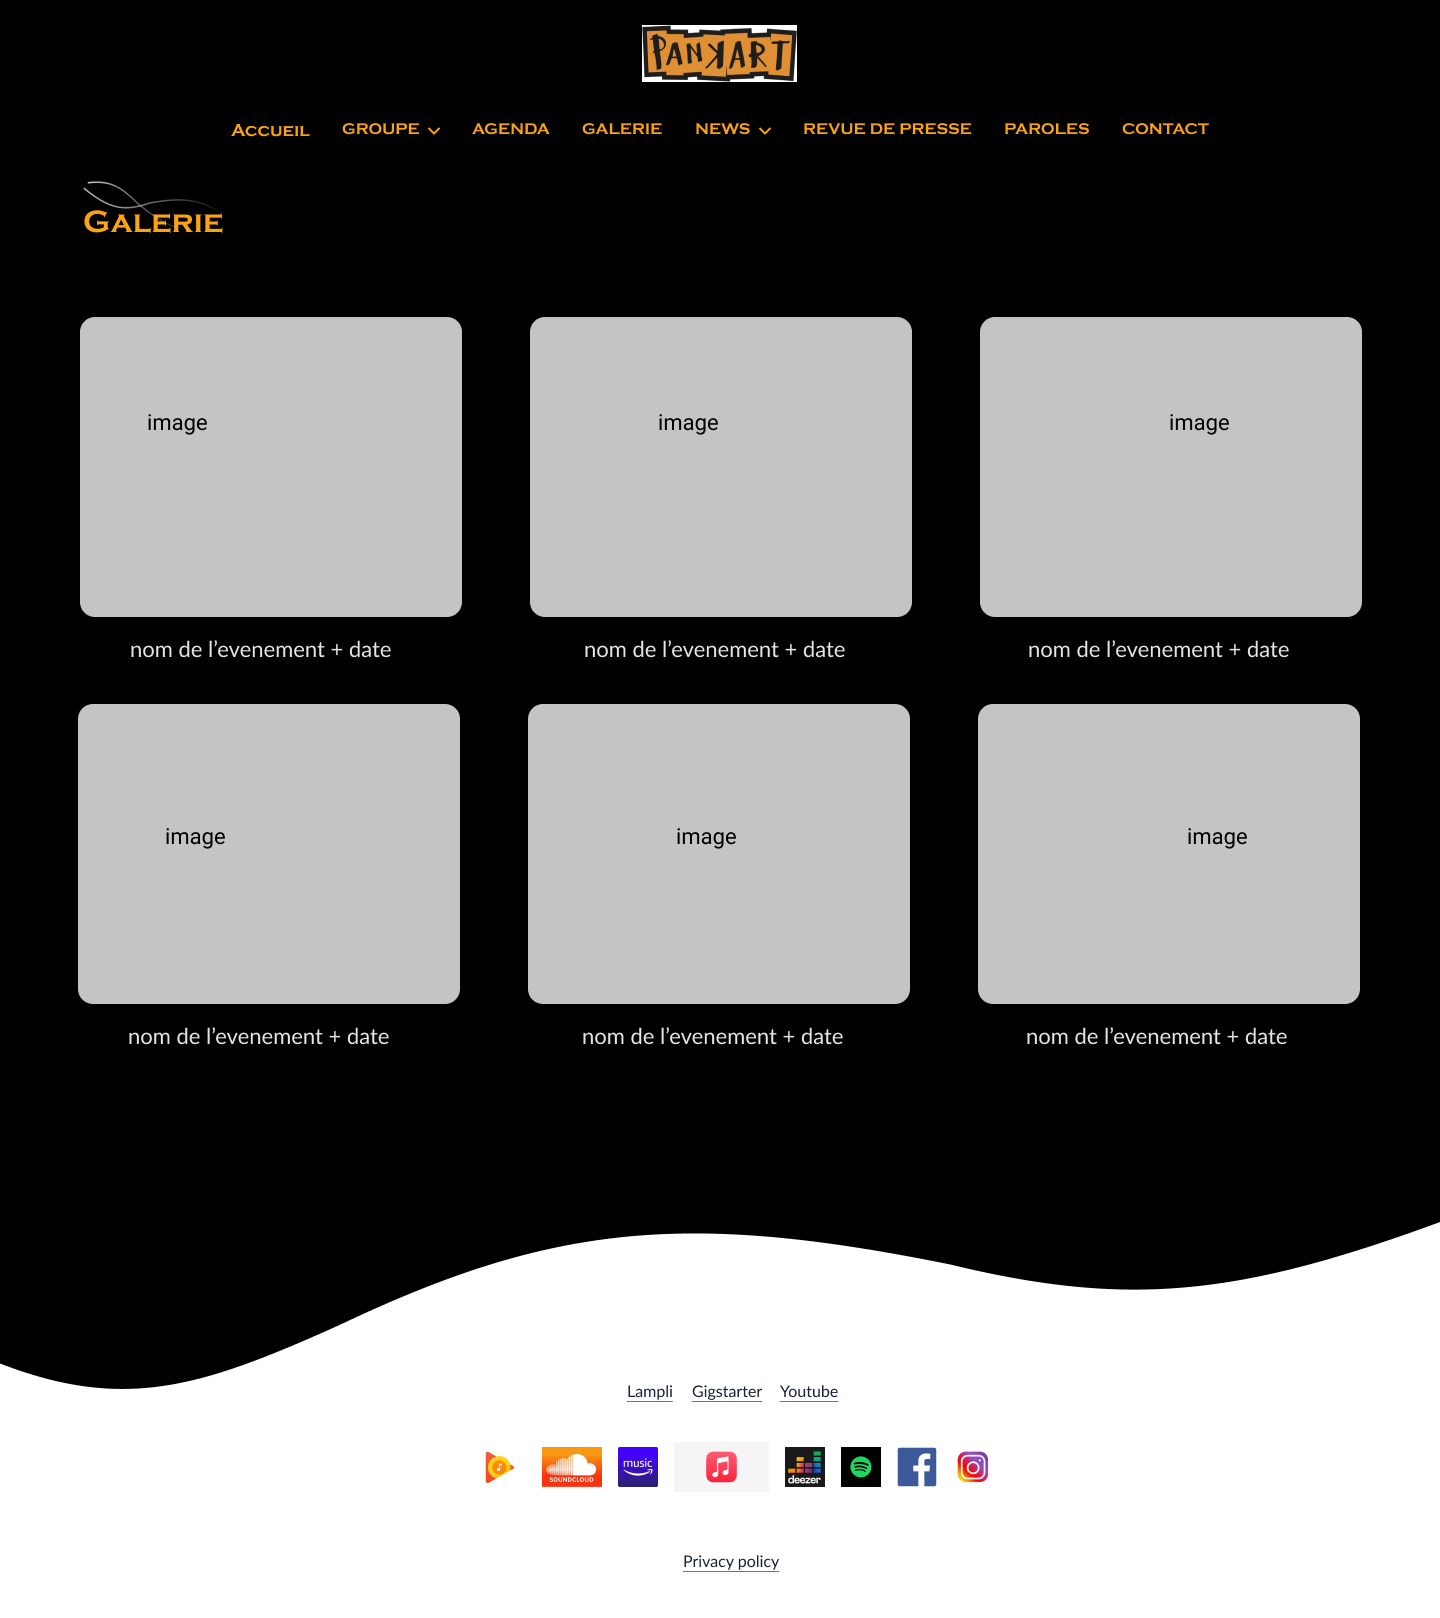 PANKART
ACCUEIL GROUPE AGENDA GALERIE NEWS REVUE DE PRESSE PAROLES CONTACT
GALERIE
image image image
nom de l’evenement + date nom de l’evenement + date nom de l’evenement + date
image image image
nom de l’evenement + date nom de l’evenement + date nom de l’evenement + date
Lampli Gigstarter Youtube
SOUNDCLOUD music deezer
Privacy policy